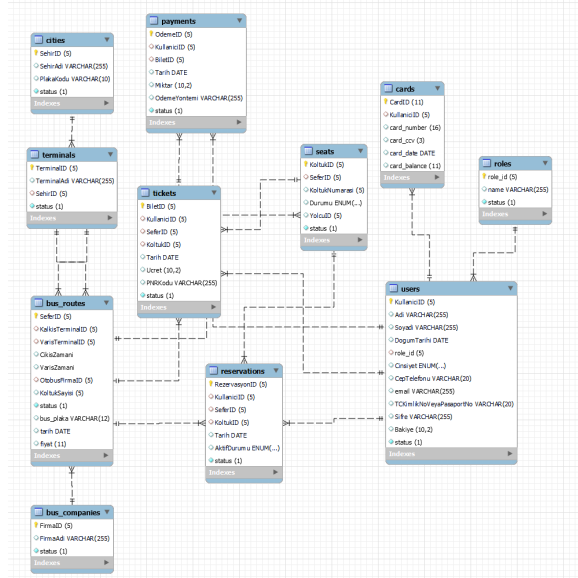 payments
OdemeID (5)
KullaniciID (5)
BiletID (5)
Tarih DATE
Miktar (10,2)
OdemeYontemi VARCHAR(255)
status (1)
Indexes
cities
SehirID (5)
SehirAdi VARCHAR(255)
PlakaKodu VARCHAR(10)
status (1)
Indexes
cards
CardID (11)
KullaniciID (5)
card_number (16)
card_ccv (3)
card_date DATE
card_balance (11)
Indexes
terminals
TerminalID (5)
TerminalAdi VARCHAR(255)
SehirID (5)
status (1)
Indexes
seats
KoltukID (5)
SeferID (5)
KoltukNumarasi (5)
Durumu ENUM(...)
YolcuID (5)
status (1)
Indexes
roles
role_id (5)
name VARCHAR(255)
status (1)
Indexes
tickets
BiletID (5)
KullaniciID (5)
SeferID (5)
KoltukID (5)
Tarih DATE
Ucret (10,2)
PNRKodu VARCHAR(255)
status (1)
Indexes
bus_routes
SeferID (5)
KalkisTerminalID (5)
VarisTerminalID (5)
CikisZamani
VarisZamani
OtobusFirmaID (5)
KoltukSayisi (5)
status (1)
bus_plaka VARCHAR(12)
tarih DATE
fiyat (11)
Indexes
users
KullaniciID (5)
Adi VARCHAR(255)
Soyadi VARCHAR(255)
DogumTarihi DATE
role_id (5)
Cinsiyet ENUM(...)
CepTelefonu VARCHAR(20)
email VARCHAR(255)
TCKimlikNoVeyaPasaportNo VARCHAR(20)
Sifre VARCHAR(255)
Bakiye (10,2)
status (1)
Indexes
reservations
RezervasyonID (5)
KullaniciID (5)
SeferID (5)
KoltukID (5)
Tarih DATE
AktifDurumu ENUM(...)
status (1)
Indexes
bus_companies
FirmaID (5)
FirmaAdi VARCHAR(255)
status (1)
Indexes